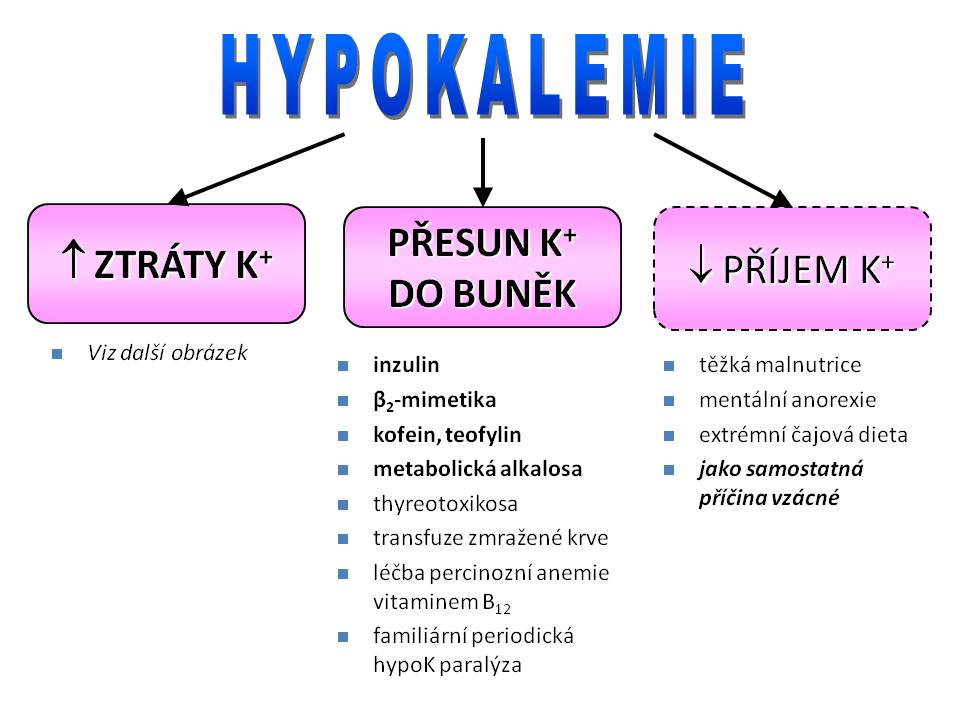 HYPOKALEMIE
↑ ZTRÁTY K⁺
Viz další obrázek
PŘESUN K⁺
DO BUNĚK
inzulin
β₂-mimetika
kofein, teofylin
metabolická alkalosa
thyreotoxikosa
transfuze zmražené krve
léčba percinozní anemie
vitaminem B₁₂
familiární periodická
hypoK paralýza
↓ PŘÍJEM K⁺
těžká malnutrice
mentální anorexie
extrémní čajová dieta
jako samostatná
příčina vzácné